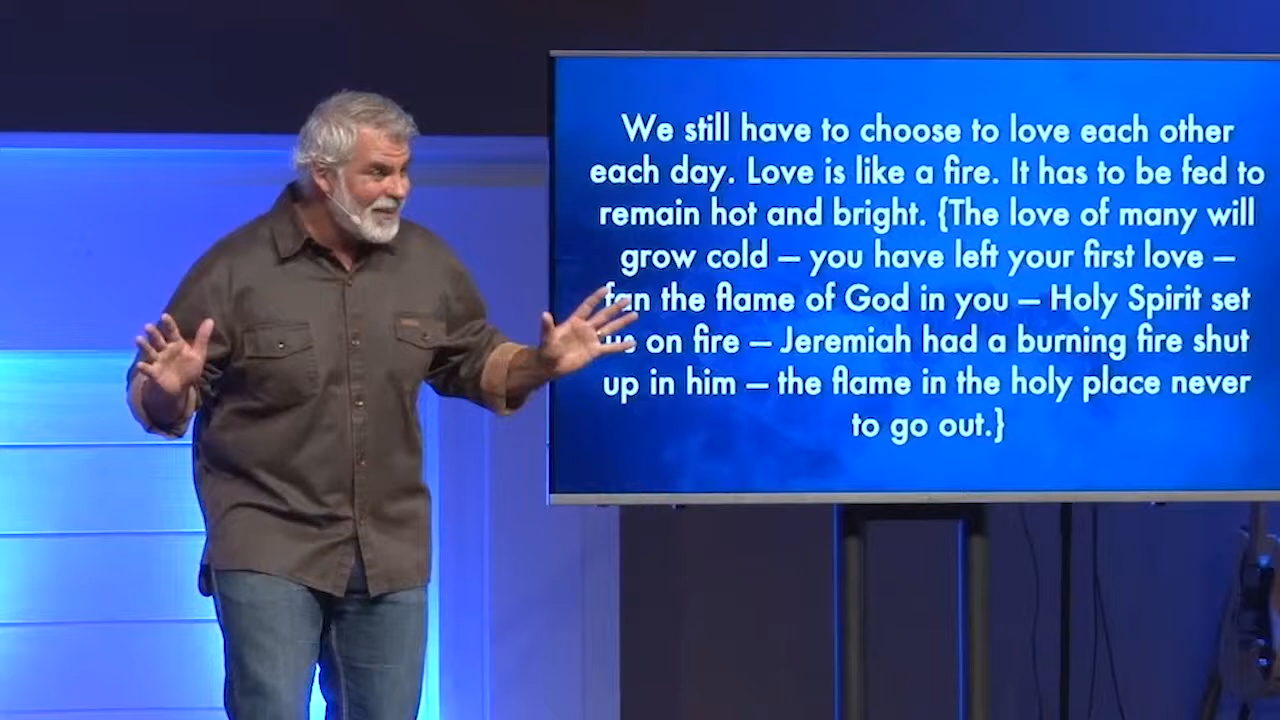 We still have to choose to love each other
each day. Love is like a fire. It has to be fed to
remain hot and bright. {The love of many will
grow cold – you have left your first love –
fan the flame of God in you – Holy Spirit set
us on fire – Jeremiah had a burning fire shut
up in him – the flame in the holy place never
to go out.}